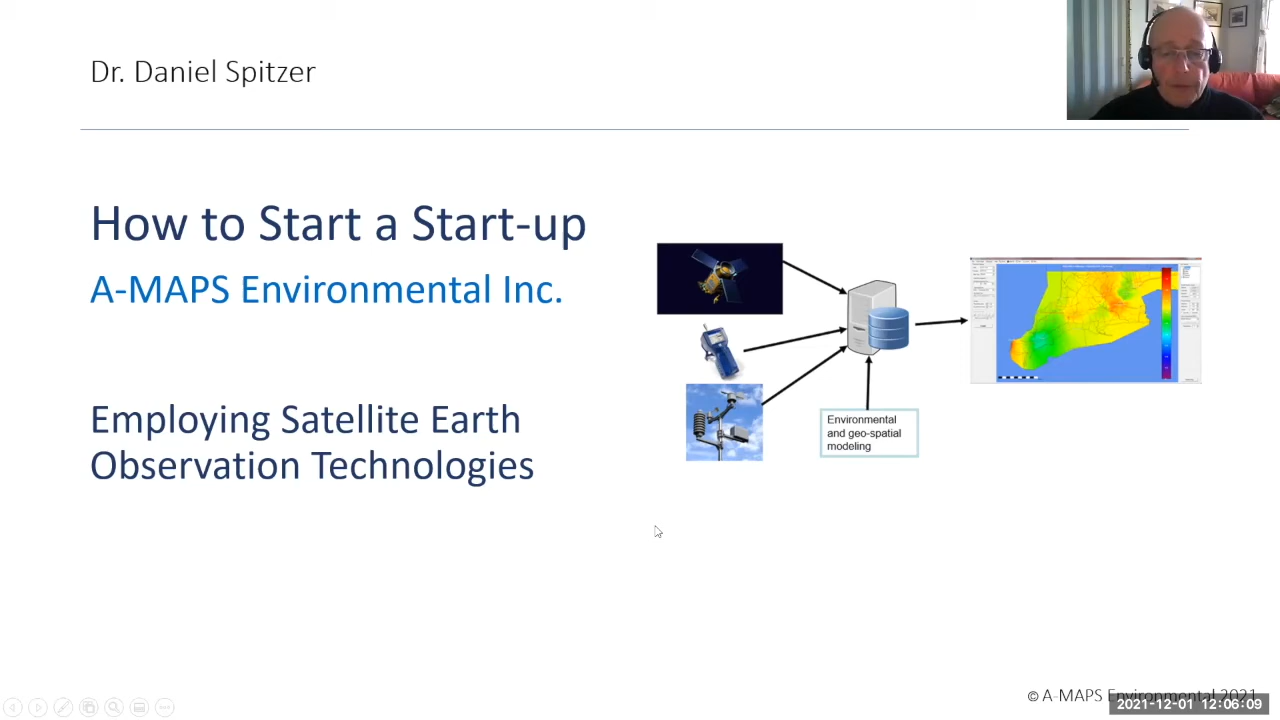 Dr. Daniel Spitzer
How to Start a Start-up
A-MAPS Environmental Inc.
Employing Satellite Earth
Observation Technologies
Environmental
and geo-spatial
modeling
© A-MAPS Environmental 2021
2021-12-01 12:06:09